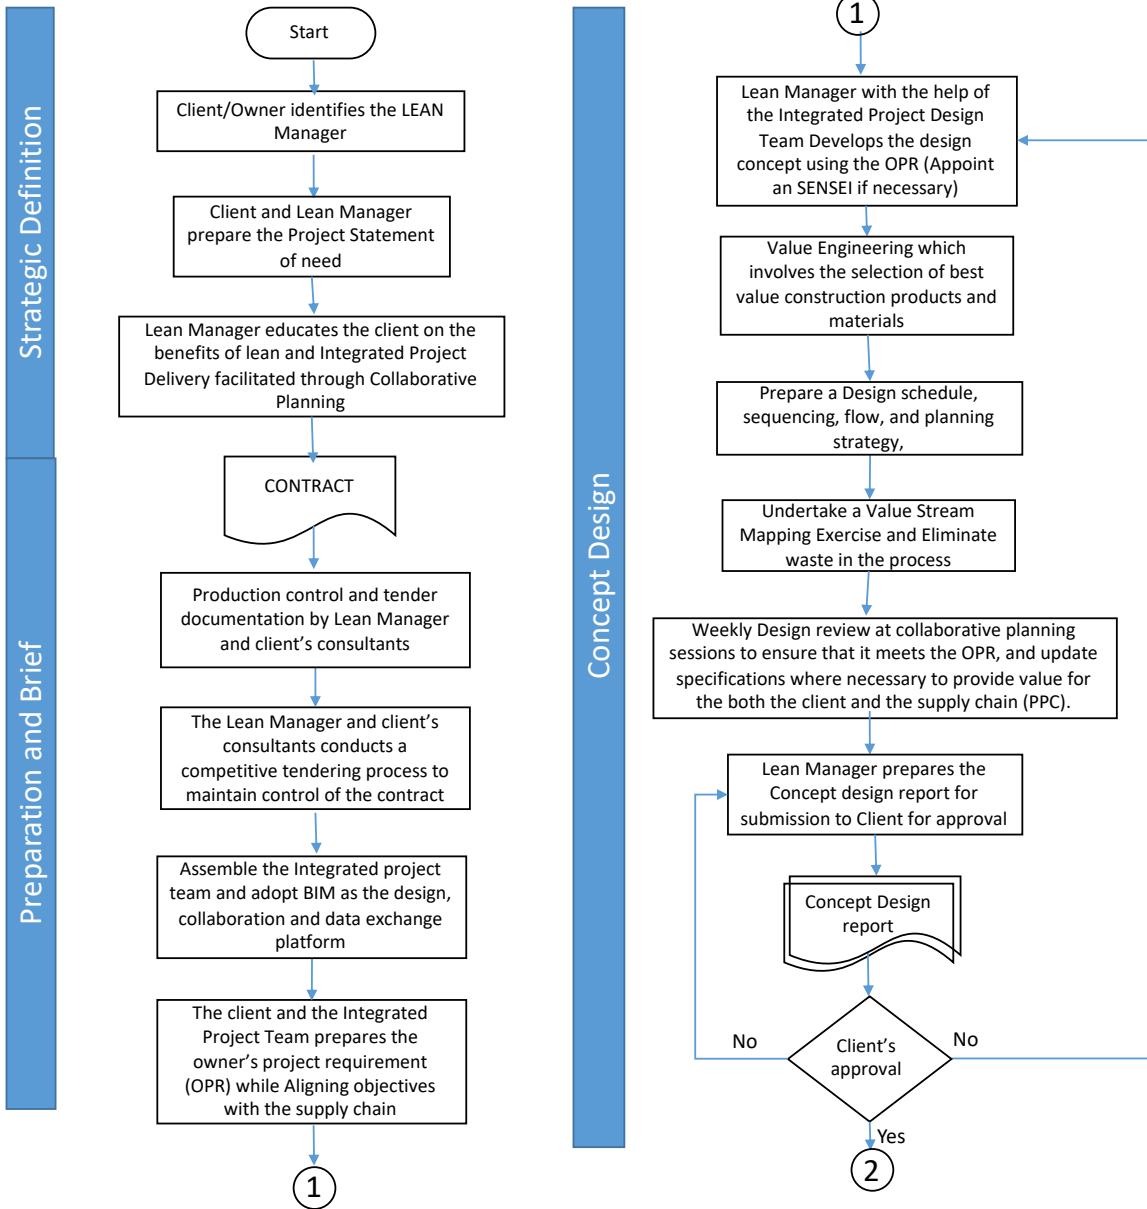 Strategic Definition
Start
Client/Owner identifies the LEAN
Manager
Client and Lean Manager
prepare the Project Statement
of need
Lean Manager educates the client on the
benefits of lean and Integrated Project
Delivery facilitated through Collaborative
Planning
Preparation and Brief
CONTRACT
Production control and tender
documentation by Lean Manager
and client’s consultants
The Lean Manager and client’s
consultants conducts a
competitive tendering process to
maintain control of the contract
Assemble the Integrated project
team and adopt BIM as the design,
collaboration and data exchange
platform
The client and the Integrated
Project Team prepares the
owner’s project requirement
(OPR) while Aligning objectives
with the supply chain
1
Concept Design
1
Lean Manager with the help of
the Integrated Project Design
Team Develops the design
concept using the OPR (Appoint
an SENSEI if necessary)
Value Engineering which
involves the selection of best
value construction products and
materials
Prepare a Design schedule,
sequencing, flow, and planning
strategy,
Undertake a Value Stream
Mapping Exercise and Eliminate
waste in the process
Weekly Design review at collaborative planning
sessions to ensure that it meets the OPR, and update
specifications where necessary to provide value for
the both the client and the supply chain (PPC).
Lean Manager prepares the
Concept design report for
submission to Client for approval
Concept Design
report
No
Client’s
approval
No
Yes
2